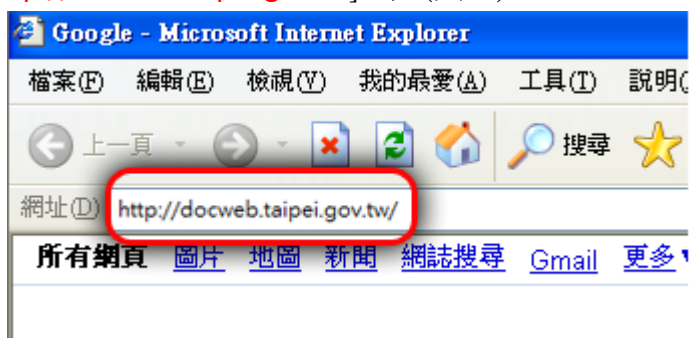 Google - Microsoft Internet Explorer
檔案(F) 編輯(E) 檢視(V) 我的最愛(A) 工具(T) 說明(
上一頁 搜尋
網址(D) http://docweb.taipei.gov.tw/
所有網頁 圖片 地圖 新聞 網誌搜尋 Gmail 更多